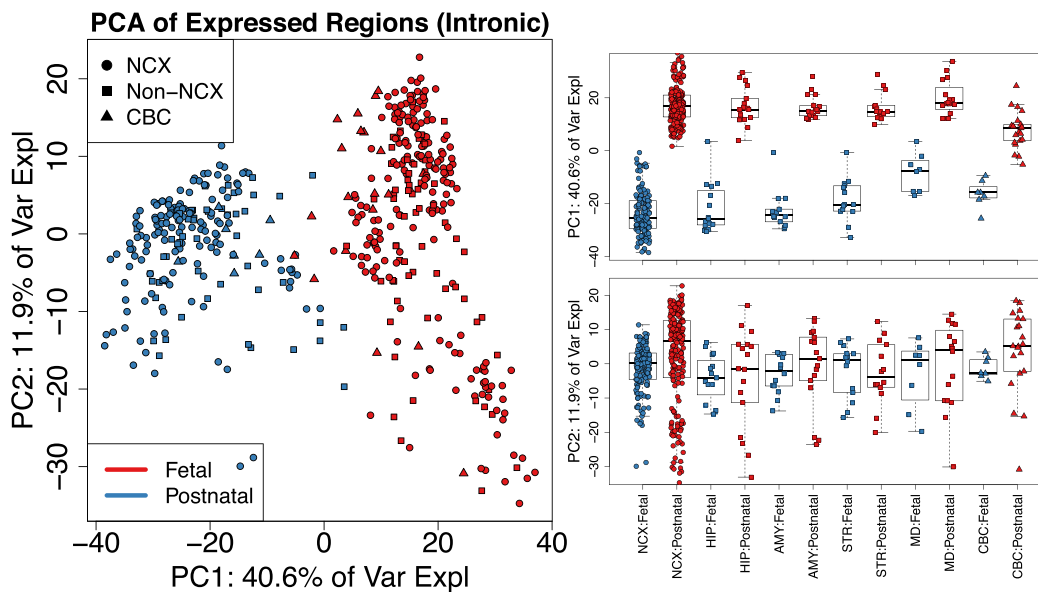 PCA of Expressed Regions (Intronic)
NCX
Non−NCX
CBC
Fetal
Postnatal
PC2: 11.9% of Var Expl
20
10
0
−10
−20
−30
−40
−20
0
20
40
PC1: 40.6% of Var Expl
PC1: 40.6% of Var Expl
20
0
−20
−40
PC2: 11.9% of Var Expl
20
10
0
−10
−20
−30
NCX:Fetal
NCX:Postnatal
HIP:Fetal
HIP:Postnatal
AMY:Fetal
AMY:Postnatal
STR:Fetal
STR:Postnatal
MD:Fetal
MD:Postnatal
CBC:Fetal
CBC:Postnatal